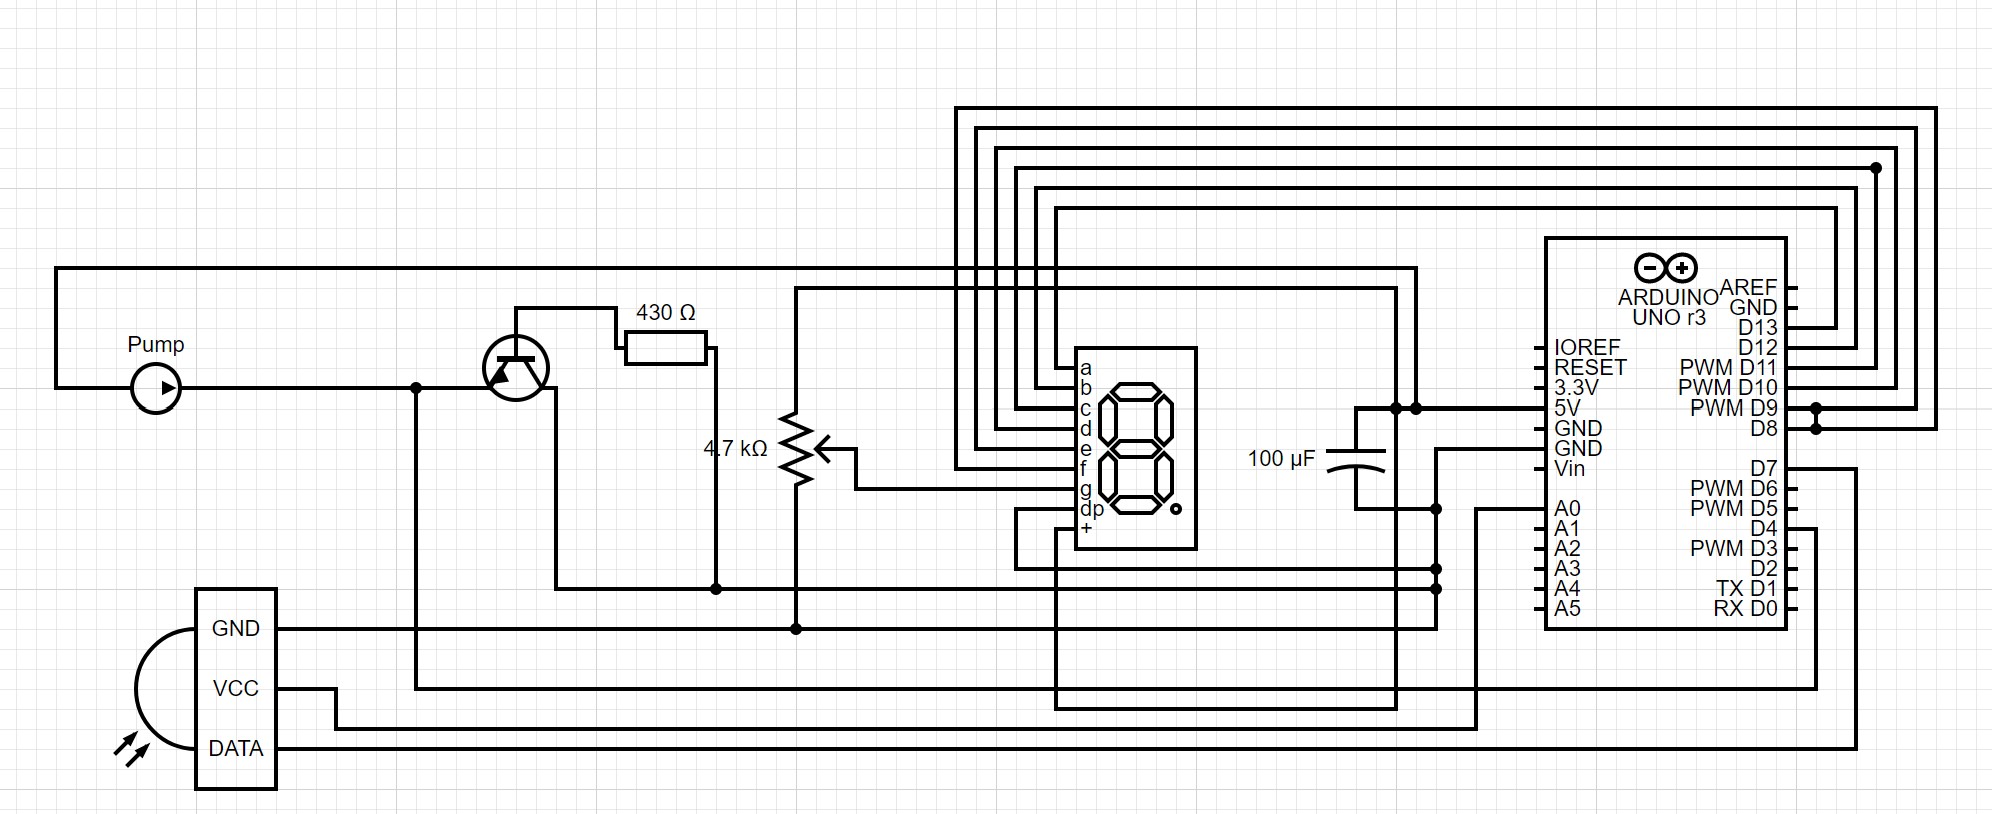 430 Ω
Pump
4.7 kΩ
a
b
c
d
e
f
g
dp
+
100 µF
ARDUINO
UNO r3
IOREF
RESET
3.3V
5V
GND
GND
Vin
A0
A1
A2
A3
A4
A5
AREF
GND
D13
D12
PWM D11
PWM D10
PWM D9
D8
D7
PWM D6
PWM D5
D4
PWM D3
D2
TX D1
RX D0
GND
VCC
DATA